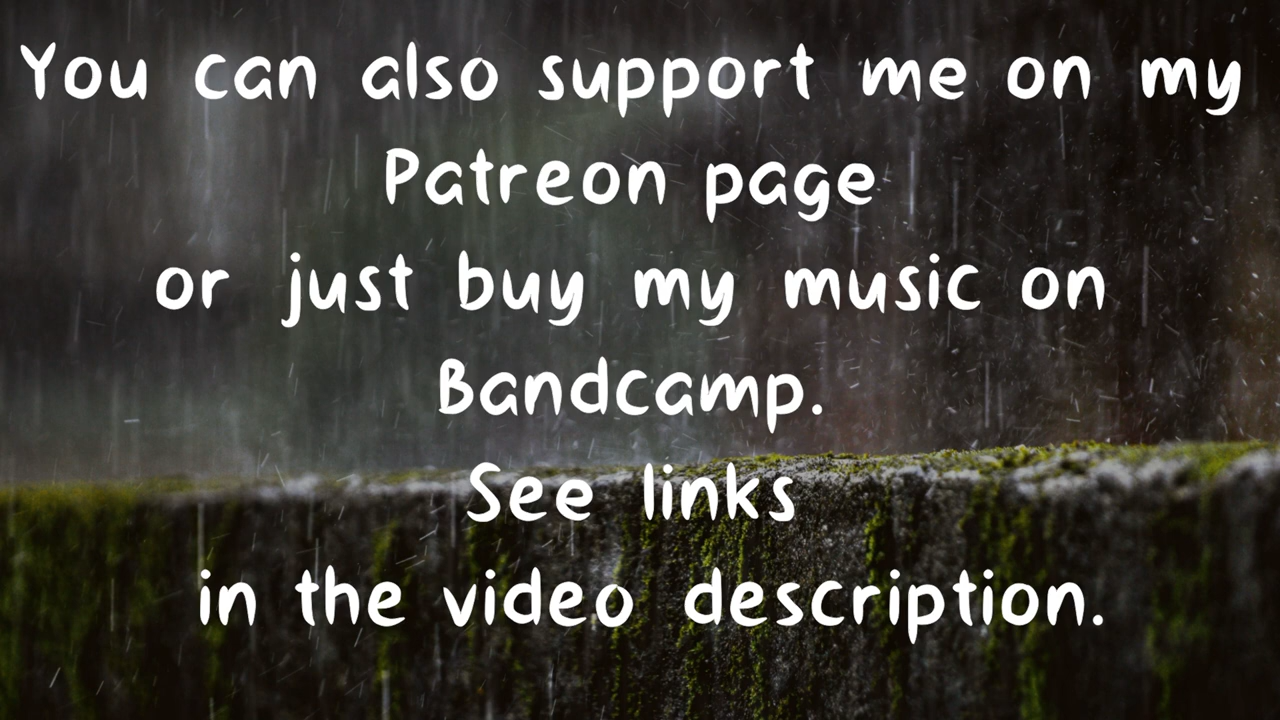 You can also support me on my
Patreon page
or just buy my music on
Bandcamp.
See links
in the video description.